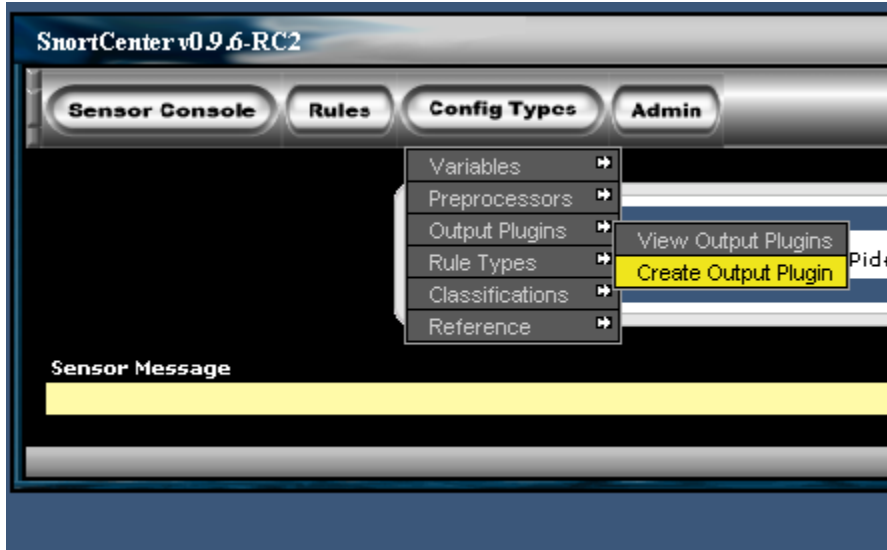 SnortCenter v0.9.6-RC2
Sensor Console Rules Config Types Admin
Variables
Preprocessors
Output Plugins
Rule Types
Classifications
Reference
View Output Plugins
Create Output Plugin
Sensor Message